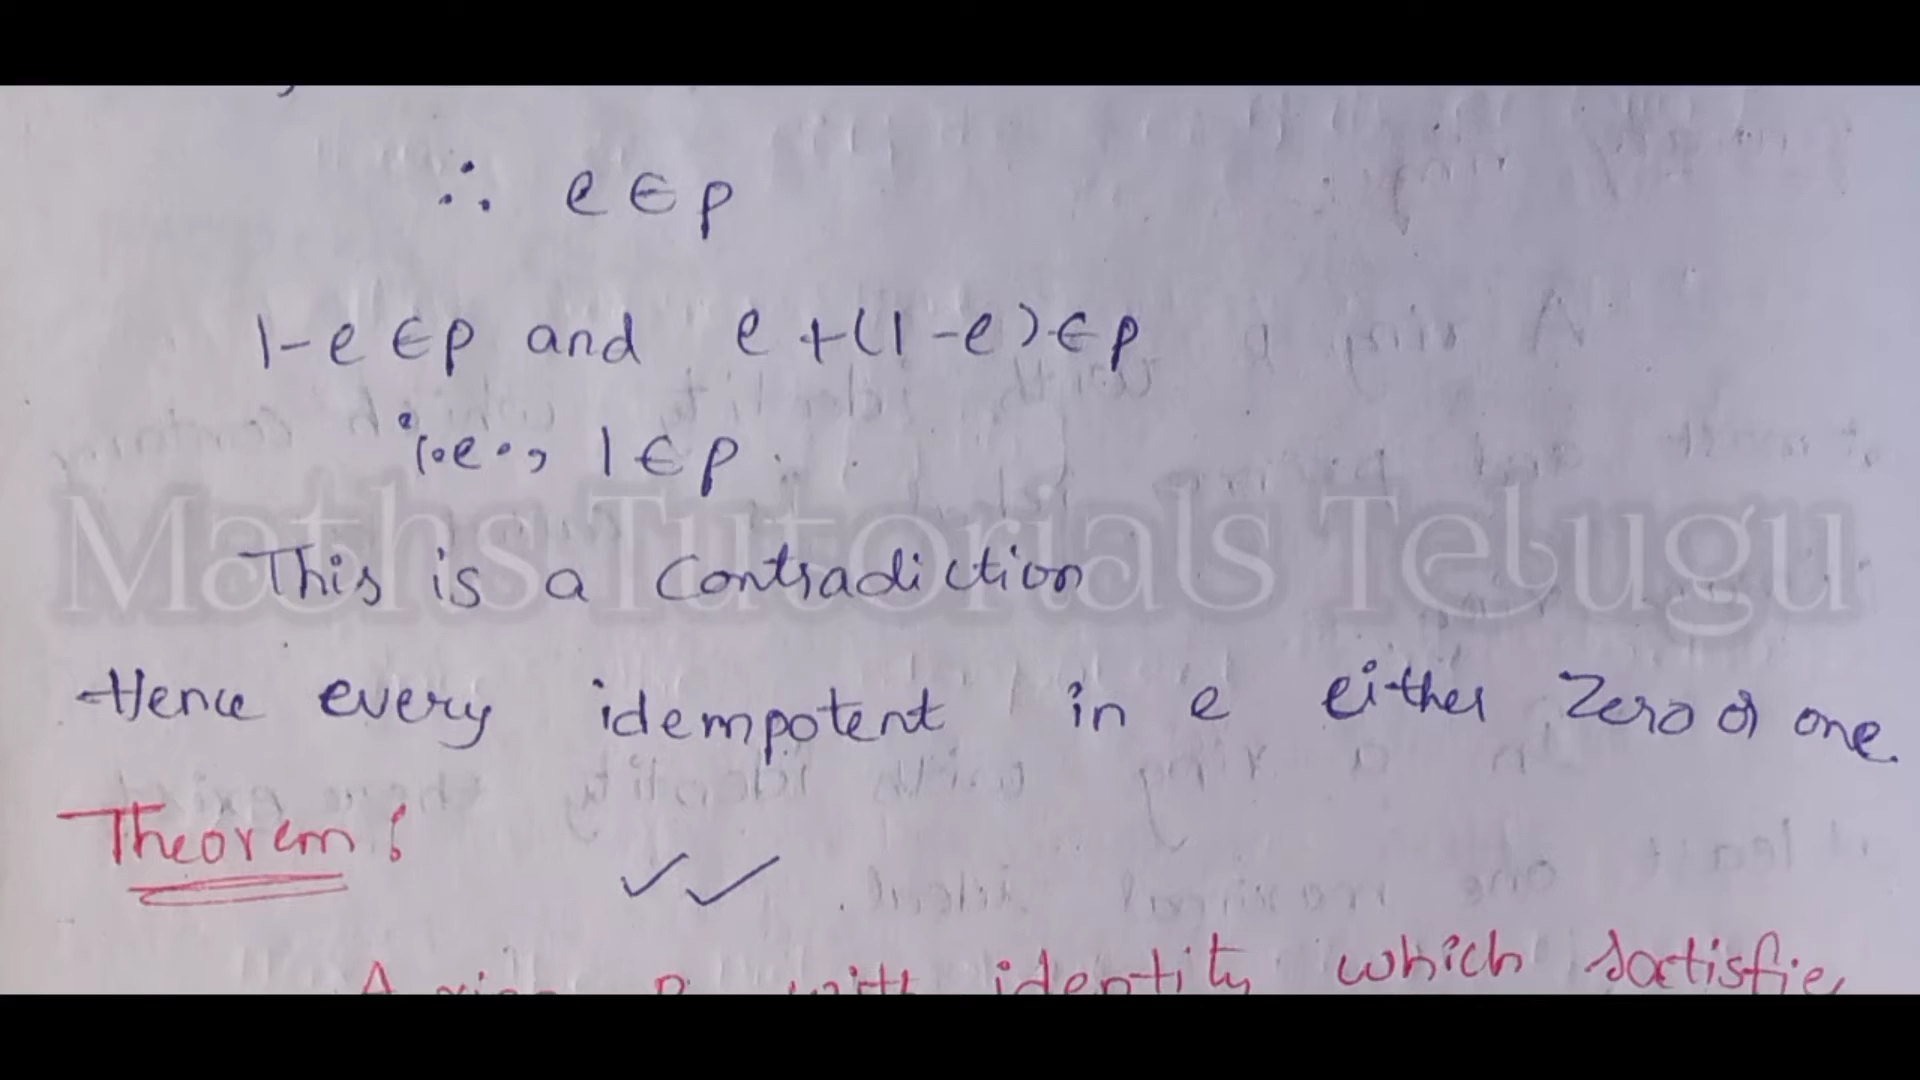 ∴ e ∈ p
1-e ∈ p and e+(1-e) ∈ p
i.e., 1 ∈ p
Maths Tutorials Telugu
This is a contradiction
Hence every idempotent in e either zero or one.
Theorem :
✓✓
identity which satisfie